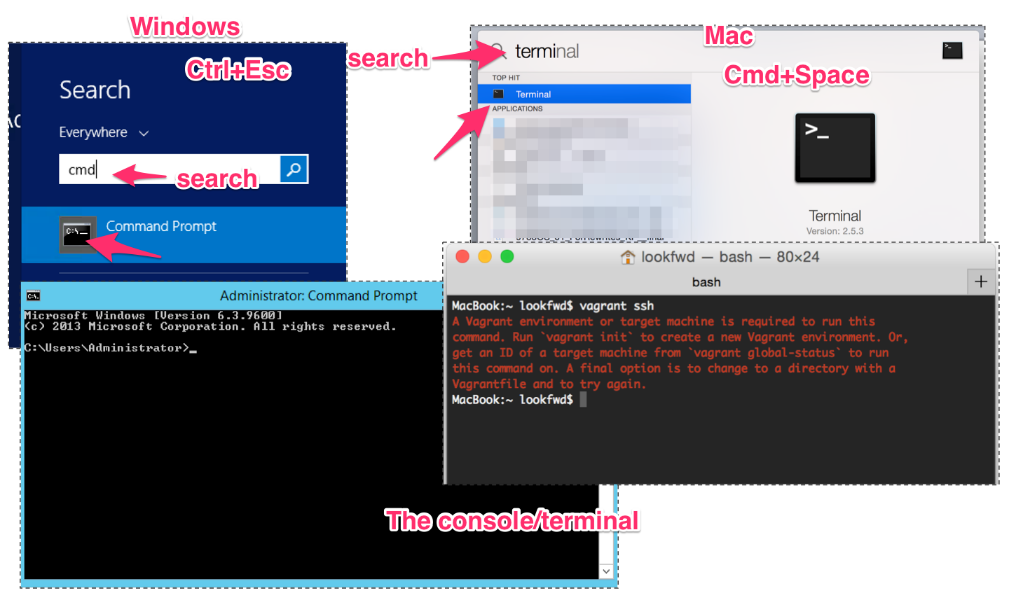 Windows
Ctrl+Esc
Search
Everywhere
cmd
search
Command Prompt
search
Mac
terminal
Cmd+Space
TOP HIT
Terminal
APPLICATIONS
>_
Terminal
Version: 2.5.3
Administrator: Command Prompt
Microsoft Windows [Version 6.3.9600]
(c) 2013 Microsoft Corporation. All rights reserved.
C:\Users\Administrator>_
lookfwd — bash — 80×24
bash
+
MacBook:~ lookfwd$ vagrant ssh
A Vagrant environment or target machine is required to run this
command. Run `vagrant init` to create a new Vagrant environment. Or,
get an ID of a target machine from `vagrant global-status` to run
this command on. A final option is to change to a directory with a
Vagrantfile and to try again.
MacBook:~ lookfwd$
The console/terminal